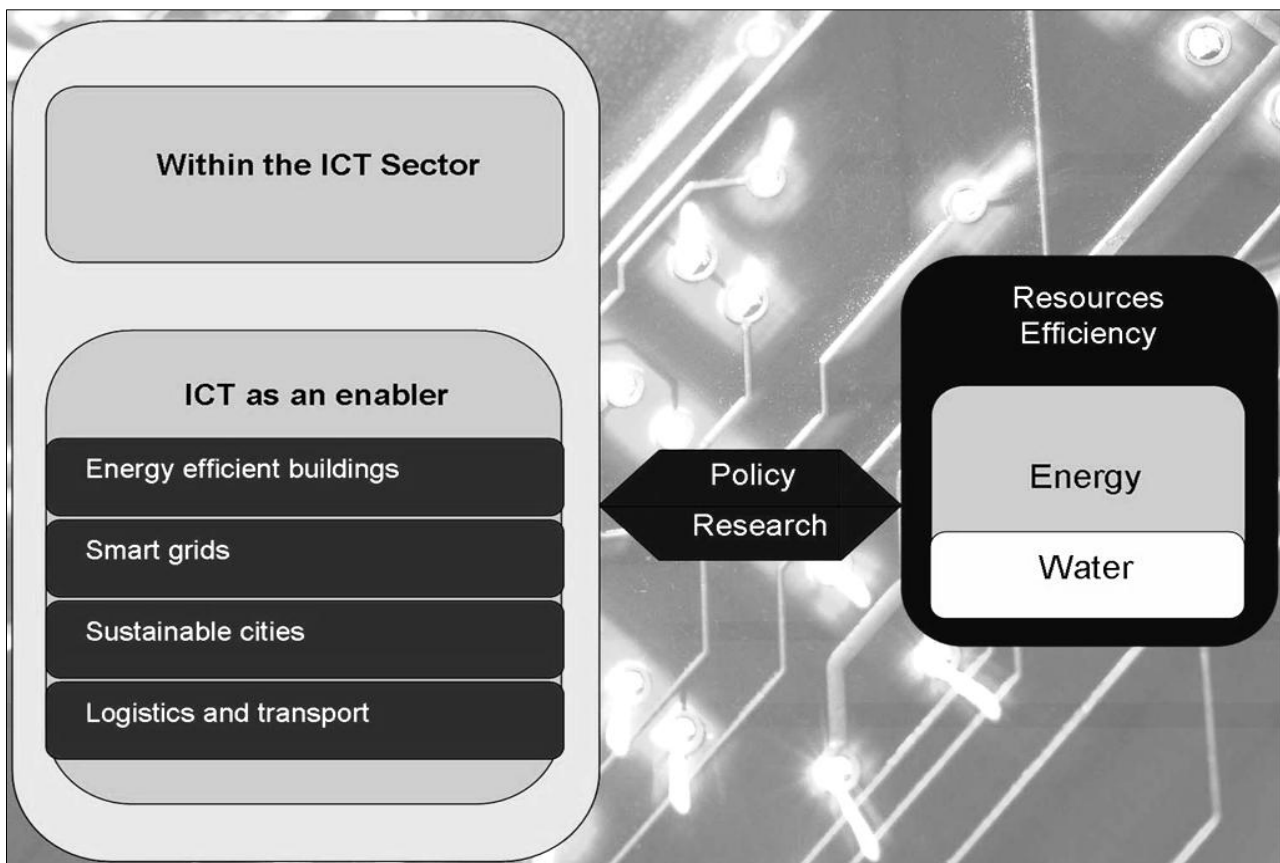 Within the ICT Sector
ICT as an enabler
Energy efficient buildings
Smart grids
Sustainable cities
Logistics and transport
Policy
Research
Resources
Efficiency
Energy
Water